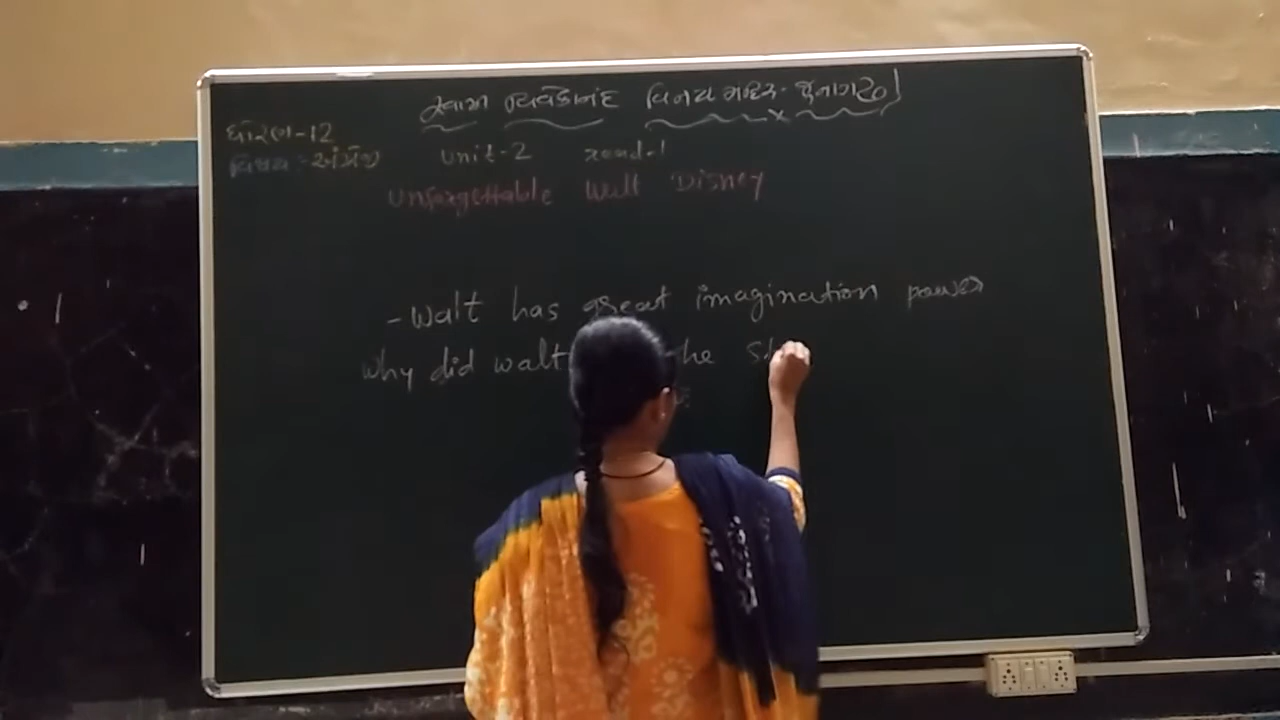 સ્વામી વિવેકાનંદ વિનય મંદિર- જુનાગઢ
ધોરણ-12
વિષય - અંગ્રેજી
Unit-2 read-1
Unforgettable Walt Disney
- Walt has great imagination power
why did walt the